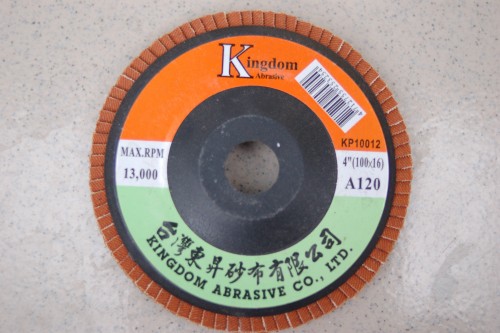 Kingdom
Abrasive
KP10012
MAX.RPM
13,000
4"(100x16)
A120
台灣東昇砂布有限公司
KINGDOM ABRASIVE CO., LTD.